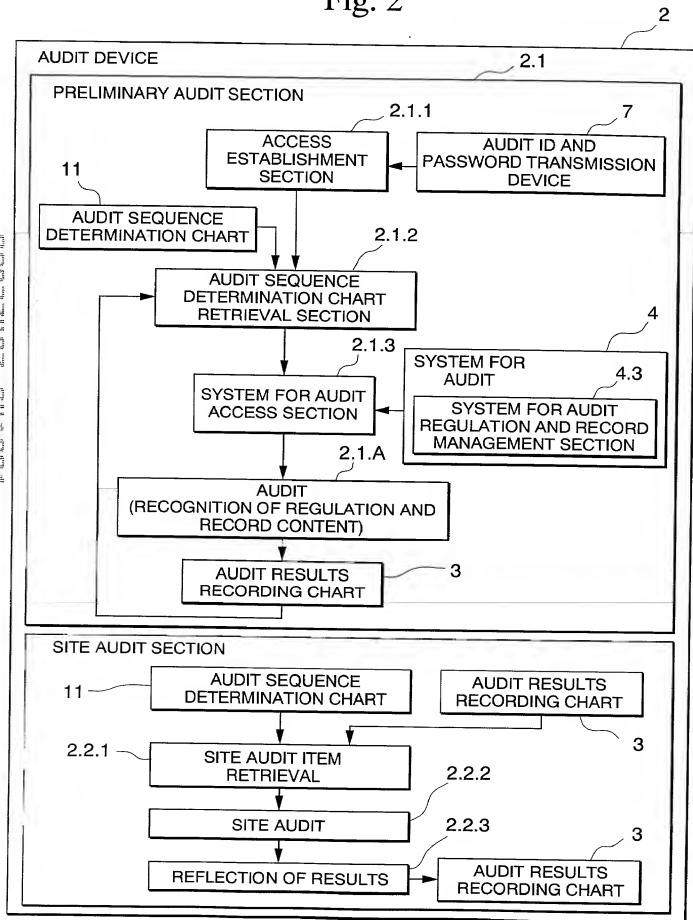 Fig. 2
2
AUDIT DEVICE
2.1
PRELIMINARY AUDIT SECTION
2.1.1
7
ACCESS
ESTABLISHMENT
SECTION
AUDIT ID AND
PASSWORD TRANSMISSION
DEVICE
11
AUDIT SEQUENCE
DETERMINATION CHART
2.1.2
AUDIT SEQUENCE
DETERMINATION CHART
RETRIEVAL SECTION
4
2.1.3
SYSTEM FOR
AUDIT
4.3
SYSTEM FOR AUDIT
ACCESS SECTION
SYSTEM FOR AUDIT
REGULATION AND RECORD
MANAGEMENT SECTION
2.1.A
AUDIT
(RECOGNITION OF REGULATION AND
RECORD CONTENT)
3
AUDIT RESULTS
RECORDING CHART
SITE AUDIT SECTION
11
AUDIT SEQUENCE
DETERMINATION CHART
AUDIT RESULTS
RECORDING CHART
3
2.2.1
SITE AUDIT ITEM
RETRIEVAL
2.2.2
SITE AUDIT
2.2.3
3
REFLECTION OF RESULTS
AUDIT RESULTS
RECORDING CHART